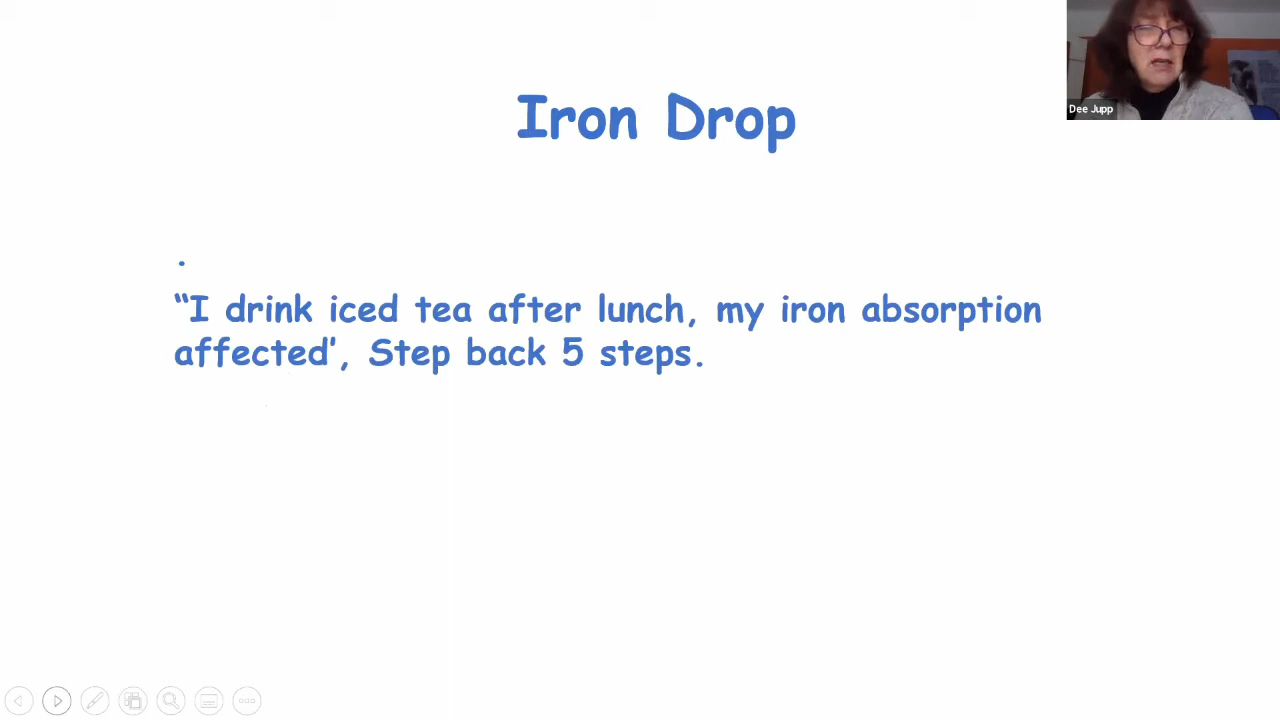 Iron Drop
Dee Jupp
.
“I drink iced tea after lunch, my iron absorption
affected’, Step back 5 steps.